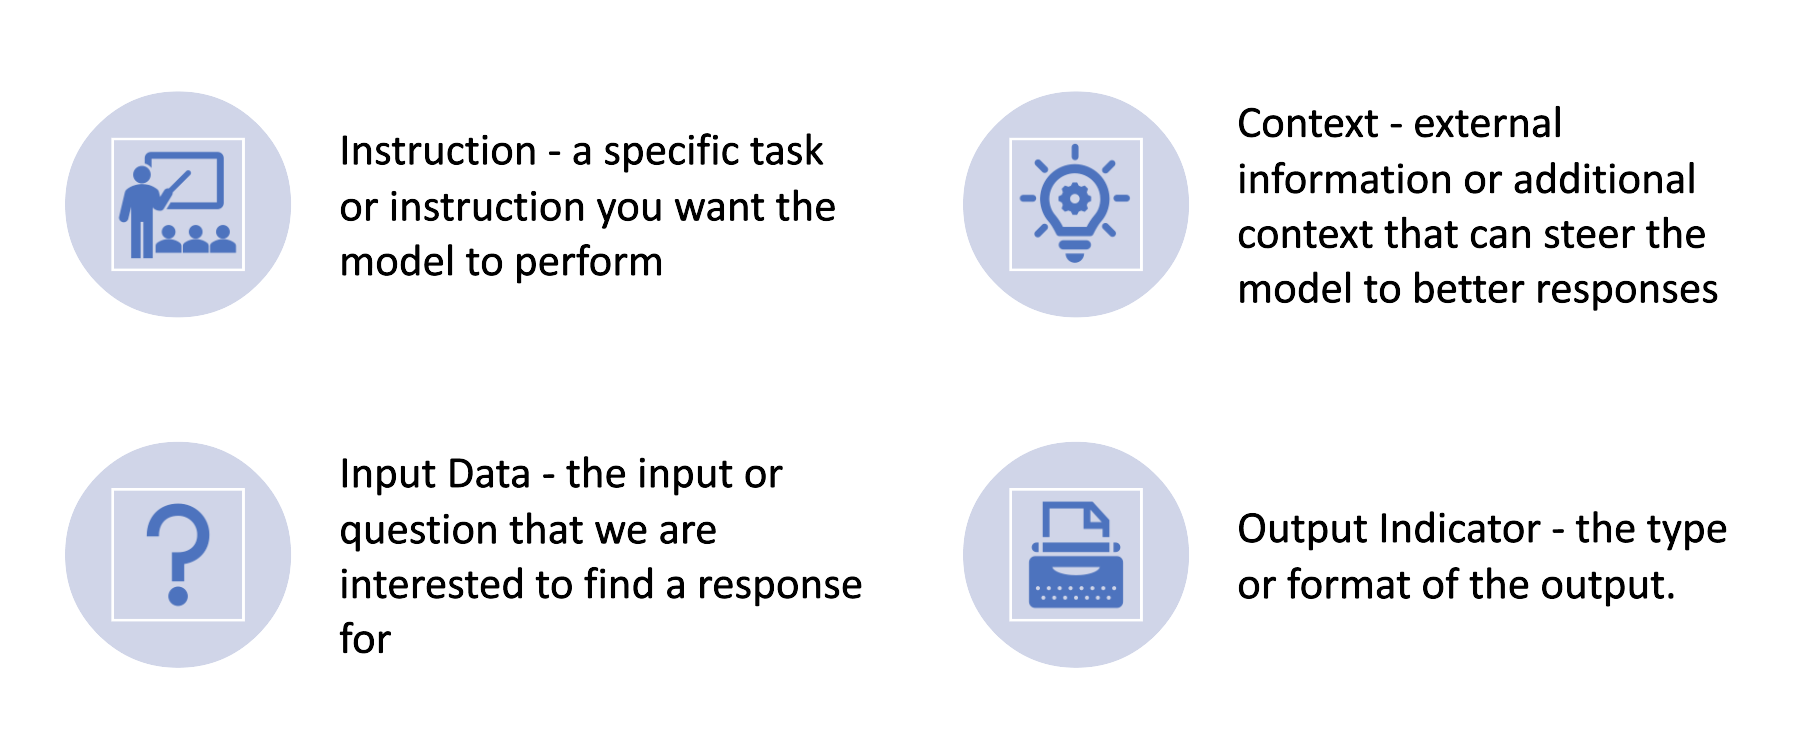 Instruction - a specific task
or instruction you want the
model to perform
Context - external
information or additional
context that can steer the
model to better responses
Input Data - the input or
question that we are
interested to find a response
for
Output Indicator - the type
or format of the output.